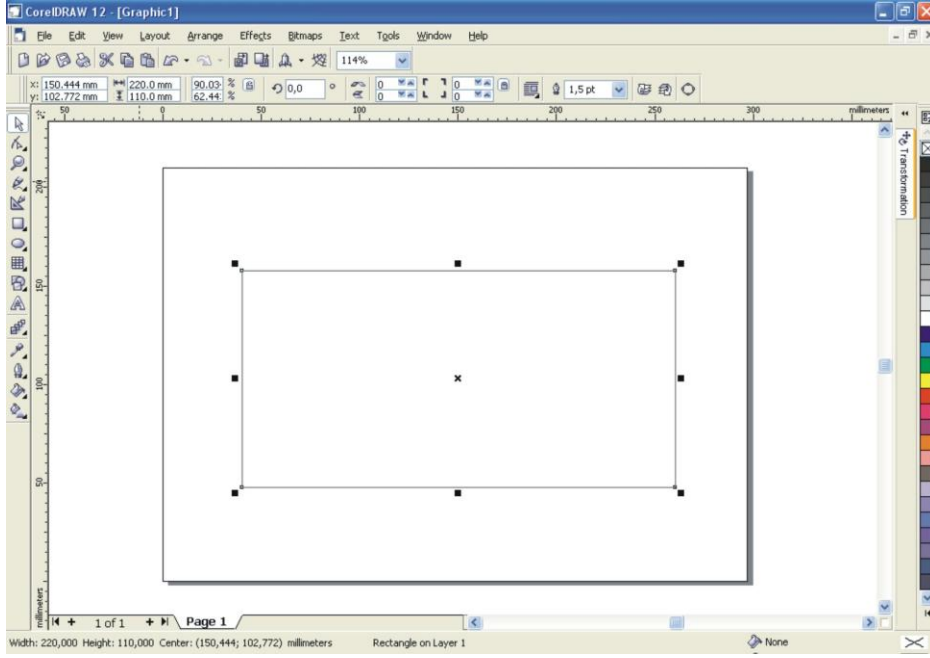 CorelDRAW 12 - [Graphic1]
File Edit View Layout Arrange Effects Bitmaps Text Tools Window Help
114%
x: 150.444 mm 220.0 mm 90.03 % 0,0 ° 0 0 1,5 pt
y: 102.772 mm 110.0 mm 62.44 % 0 0
50 0 50 100 150 200 250 300 millimeters
Transformation
200
150
100
50
millimeters
1 of 1 Page 1
Width: 220,000 Height: 110,000 Center: (150,444; 102,772) millimeters Rectangle on Layer 1 None